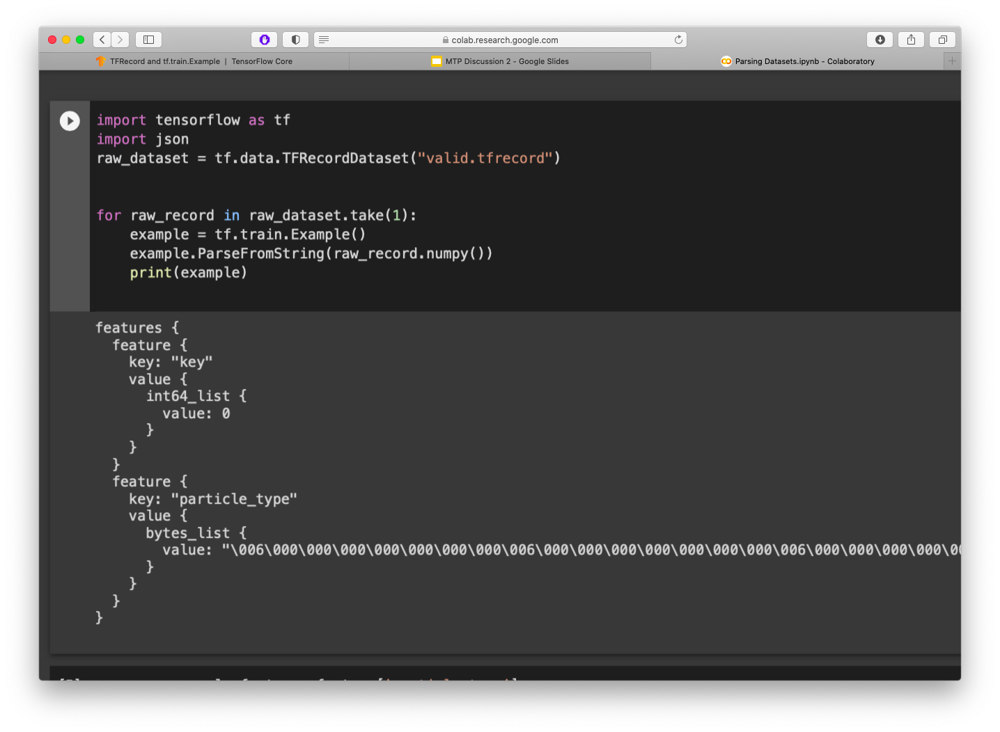 colab.research.google.com
TFRecord and tf.train.Example | TensorFlow Core
MTP Discussion 2 - Google Slides
Parsing Datasets.ipynb - Colaboratory
import tensorflow as tf
import json
raw_dataset = tf.data.TFRecordDataset("valid.tfrecord")
for raw_record in raw_dataset.take(1):
    example = tf.train.Example()
    example.ParseFromString(raw_record.numpy())
    print(example)
features {
  feature {
    key: "key"
    value {
      int64_list {
        value: 0
      }
    }
  }
  feature {
    key: "particle_type"
    value {
      bytes_list {
        value: "\006\000\000\000\000\000\000\000\006\000\000\000\000\000\000\000\006\000\000\000\000\0
      }
    }
  }
}